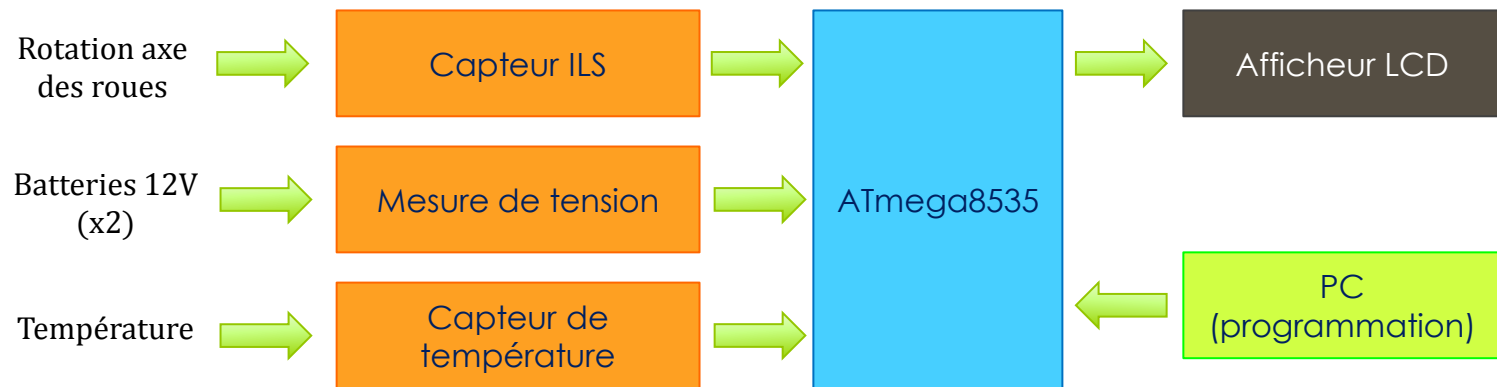 Rotation axe
des roues
Capteur ILS
Afficheur LCD
Batteries 12V
(x2)
Mesure de tension
ATmega8535
Température
Capteur de
température
PC
(programmation)